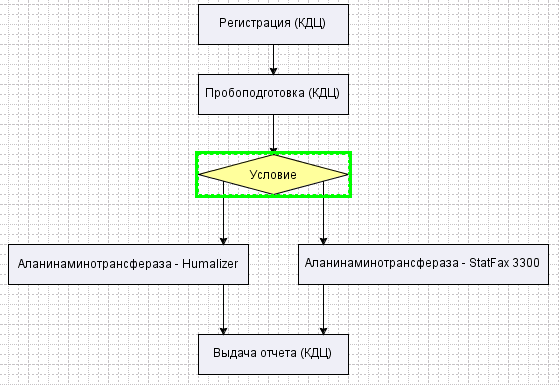 Регистрация (КДЦ)
Пробоподготовка (КДЦ)
Условие
Аланинаминотрансфераза - Humalizer
Аланинаминотрансфераза - StatFax 3300
Выдача отчета (КДЦ)